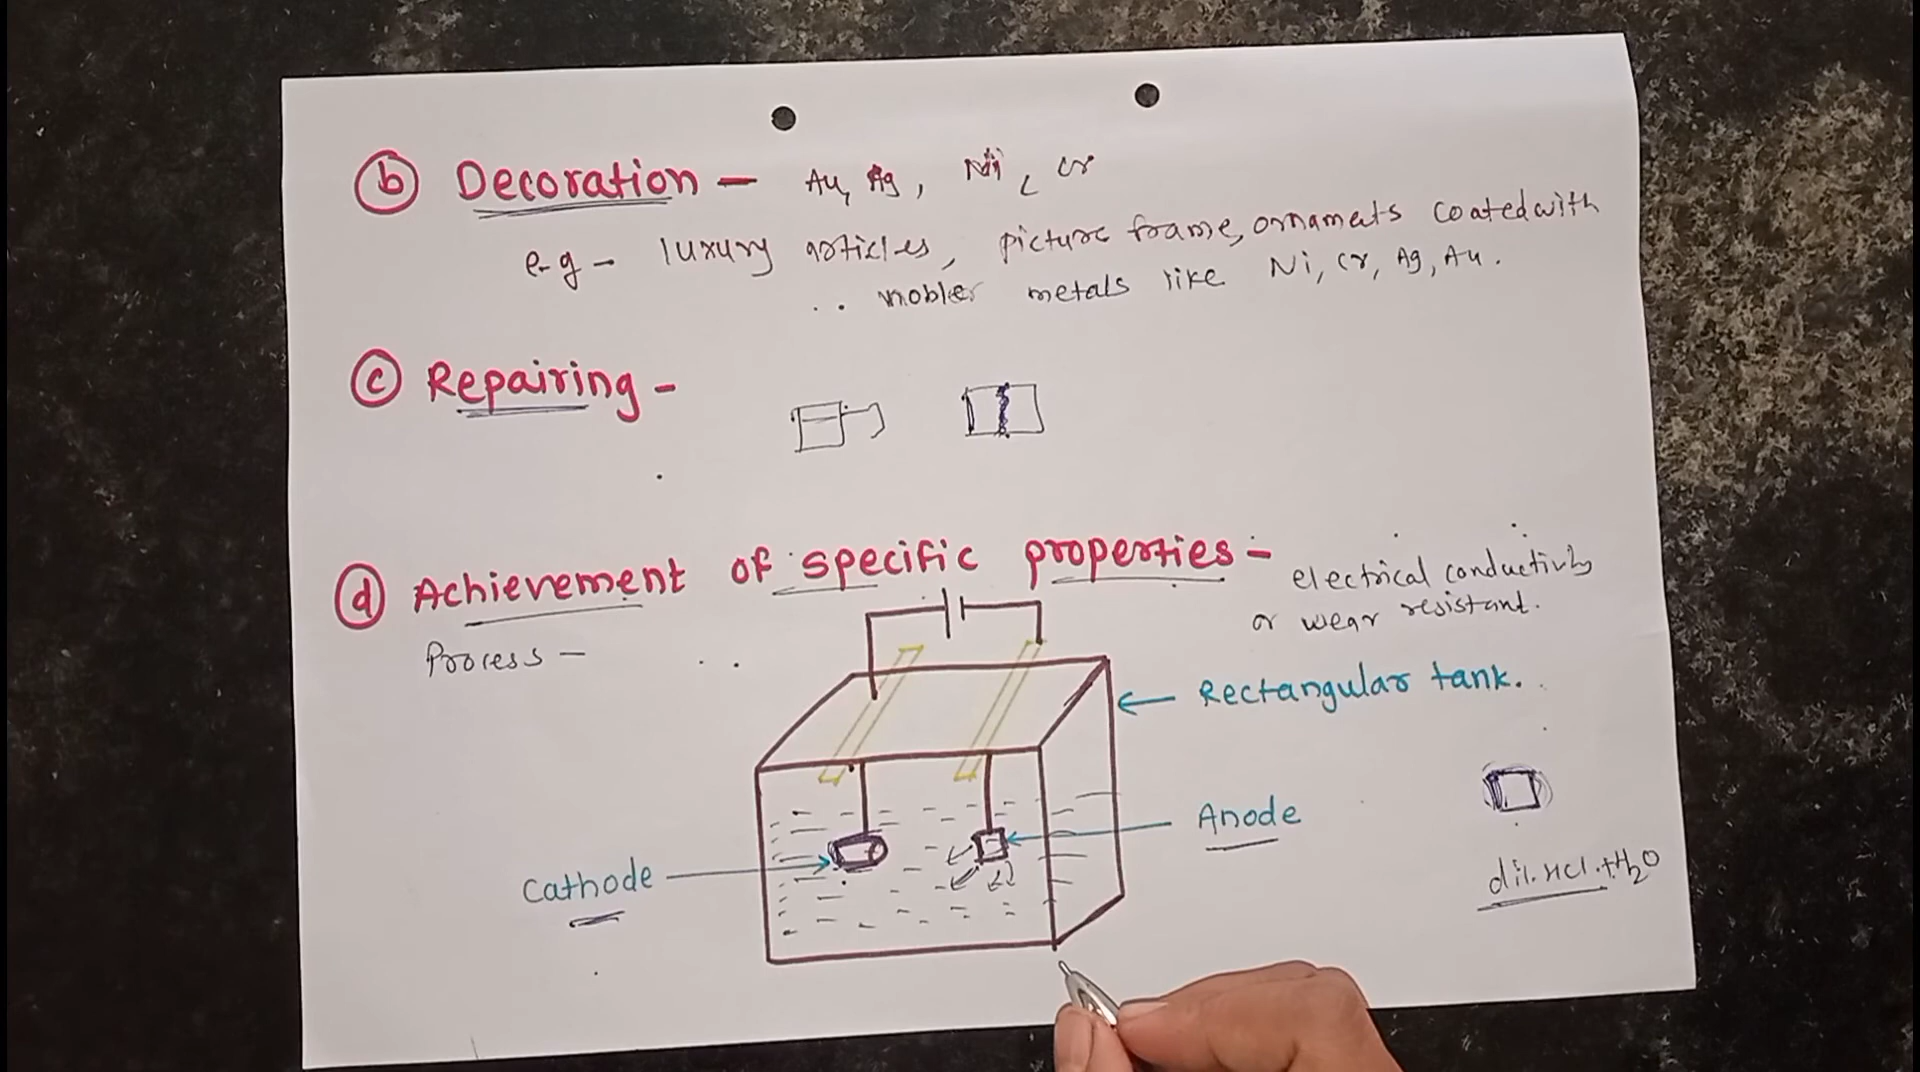 b Decoration - Au, Ag, Ni, Cr
e.g - luxury articles, picture frame, ornamets coated with
nobler metals like Ni, Cr, Ag, Au.
c Repairing -
d Achievement of specific properties - electrical conductivity
or wear resistant.
Process -
Rectangular tank.
Anode
Cathode
dil. HCl. + H2O